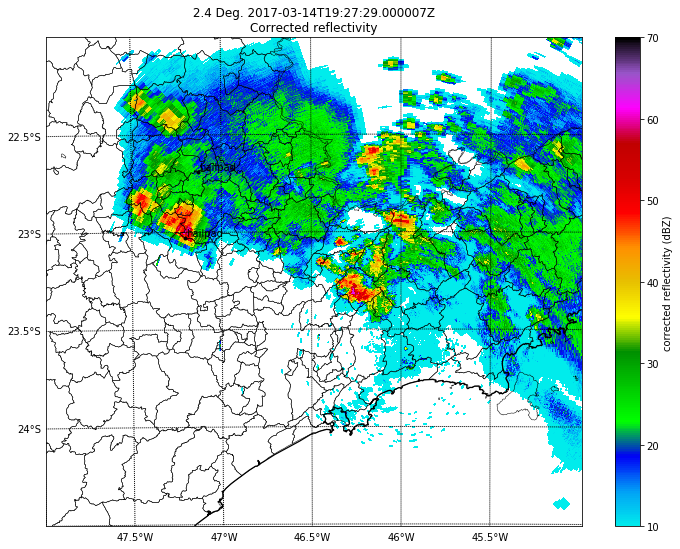 2.4 Deg. 2017-03-14T19:27:29.000007Z
Corrected reflectivity
22.5°S
23°S
23.5°S
24°S
47.5°W
47°W
46.5°W
46°W
45.5°W
70
60
50
40
30
20
10
corrected reflectivity (dBZ)